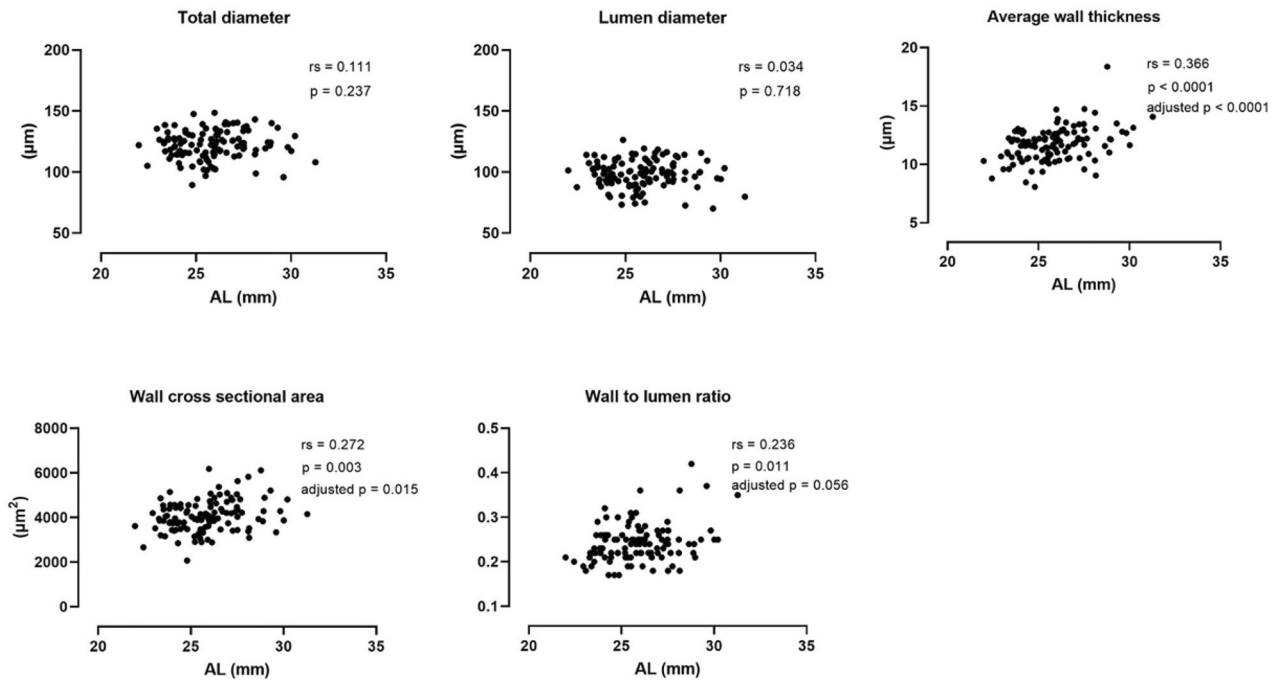 Total diameter
200
150
100
50
(µm)
rs = 0.111
p = 0.237
20 25 30 35
AL (mm)
Lumen diameter
200
150
100
50
(µm)
rs = 0.034
p = 0.718
20 25 30 35
AL (mm)
Average wall thickness
20
15
10
5
(µm)
rs = 0.366
p < 0.0001
adjusted p < 0.0001
20 25 30 35
AL (mm)
Wall cross sectional area
8000
6000
4000
2000
0
(µm²)
rs = 0.272
p = 0.003
adjusted p = 0.015
20 25 30 35
AL (mm)
Wall to lumen ratio
0.5
0.4
0.3
0.2
0.1
rs = 0.236
p = 0.011
adjusted p = 0.056
20 25 30 35
AL (mm)